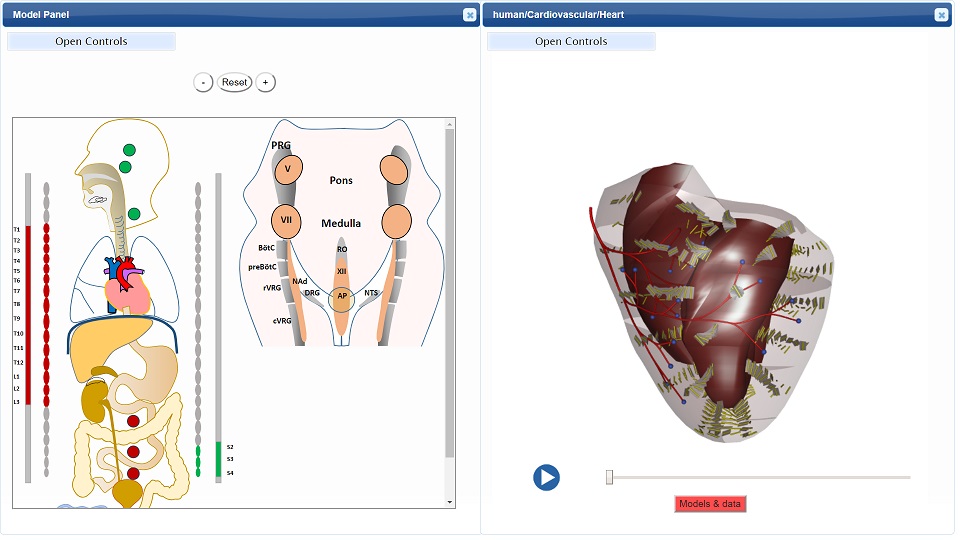 Model Panel
Open Controls
- Reset +
T1
T2
T3
T4
T5
T6
T7
T8
T9
T10
T11
T12
L1
L2
L3
S2
S3
S4
PRG
V
Pons
VII
Medulla
BötC
RO
preBötC
XII
NAd
rVRG
DRG
AP
NTS
cVRG
human/Cardiovascular/Heart
Open Controls
Models & data